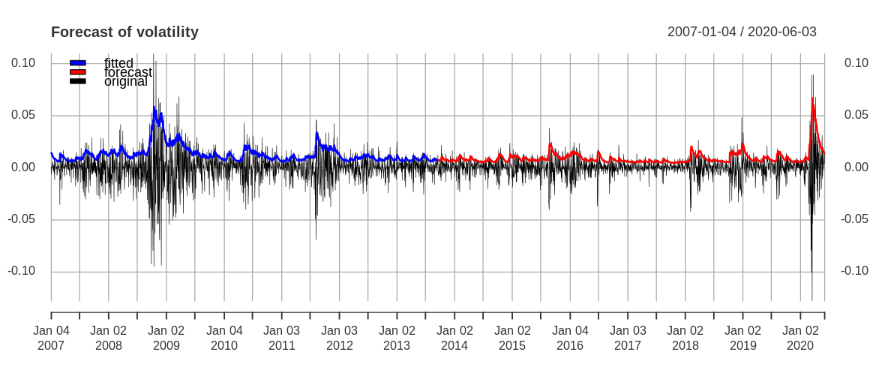 Forecast of volatility 2007-01-04 / 2020-06-03
0.10 0.10
fitted
forecast
original
0.05 0.05
0.00 0.00
-0.05 -0.05
-0.10 -0.10
Jan 04 Jan 02 Jan 02 Jan 04 Jan 03 Jan 03 Jan 02 Jan 02 Jan 02 Jan 04 Jan 03 Jan 02 Jan 02 Jan 02
2007 2008 2009 2010 2011 2012 2013 2014 2015 2016 2017 2018 2019 2020